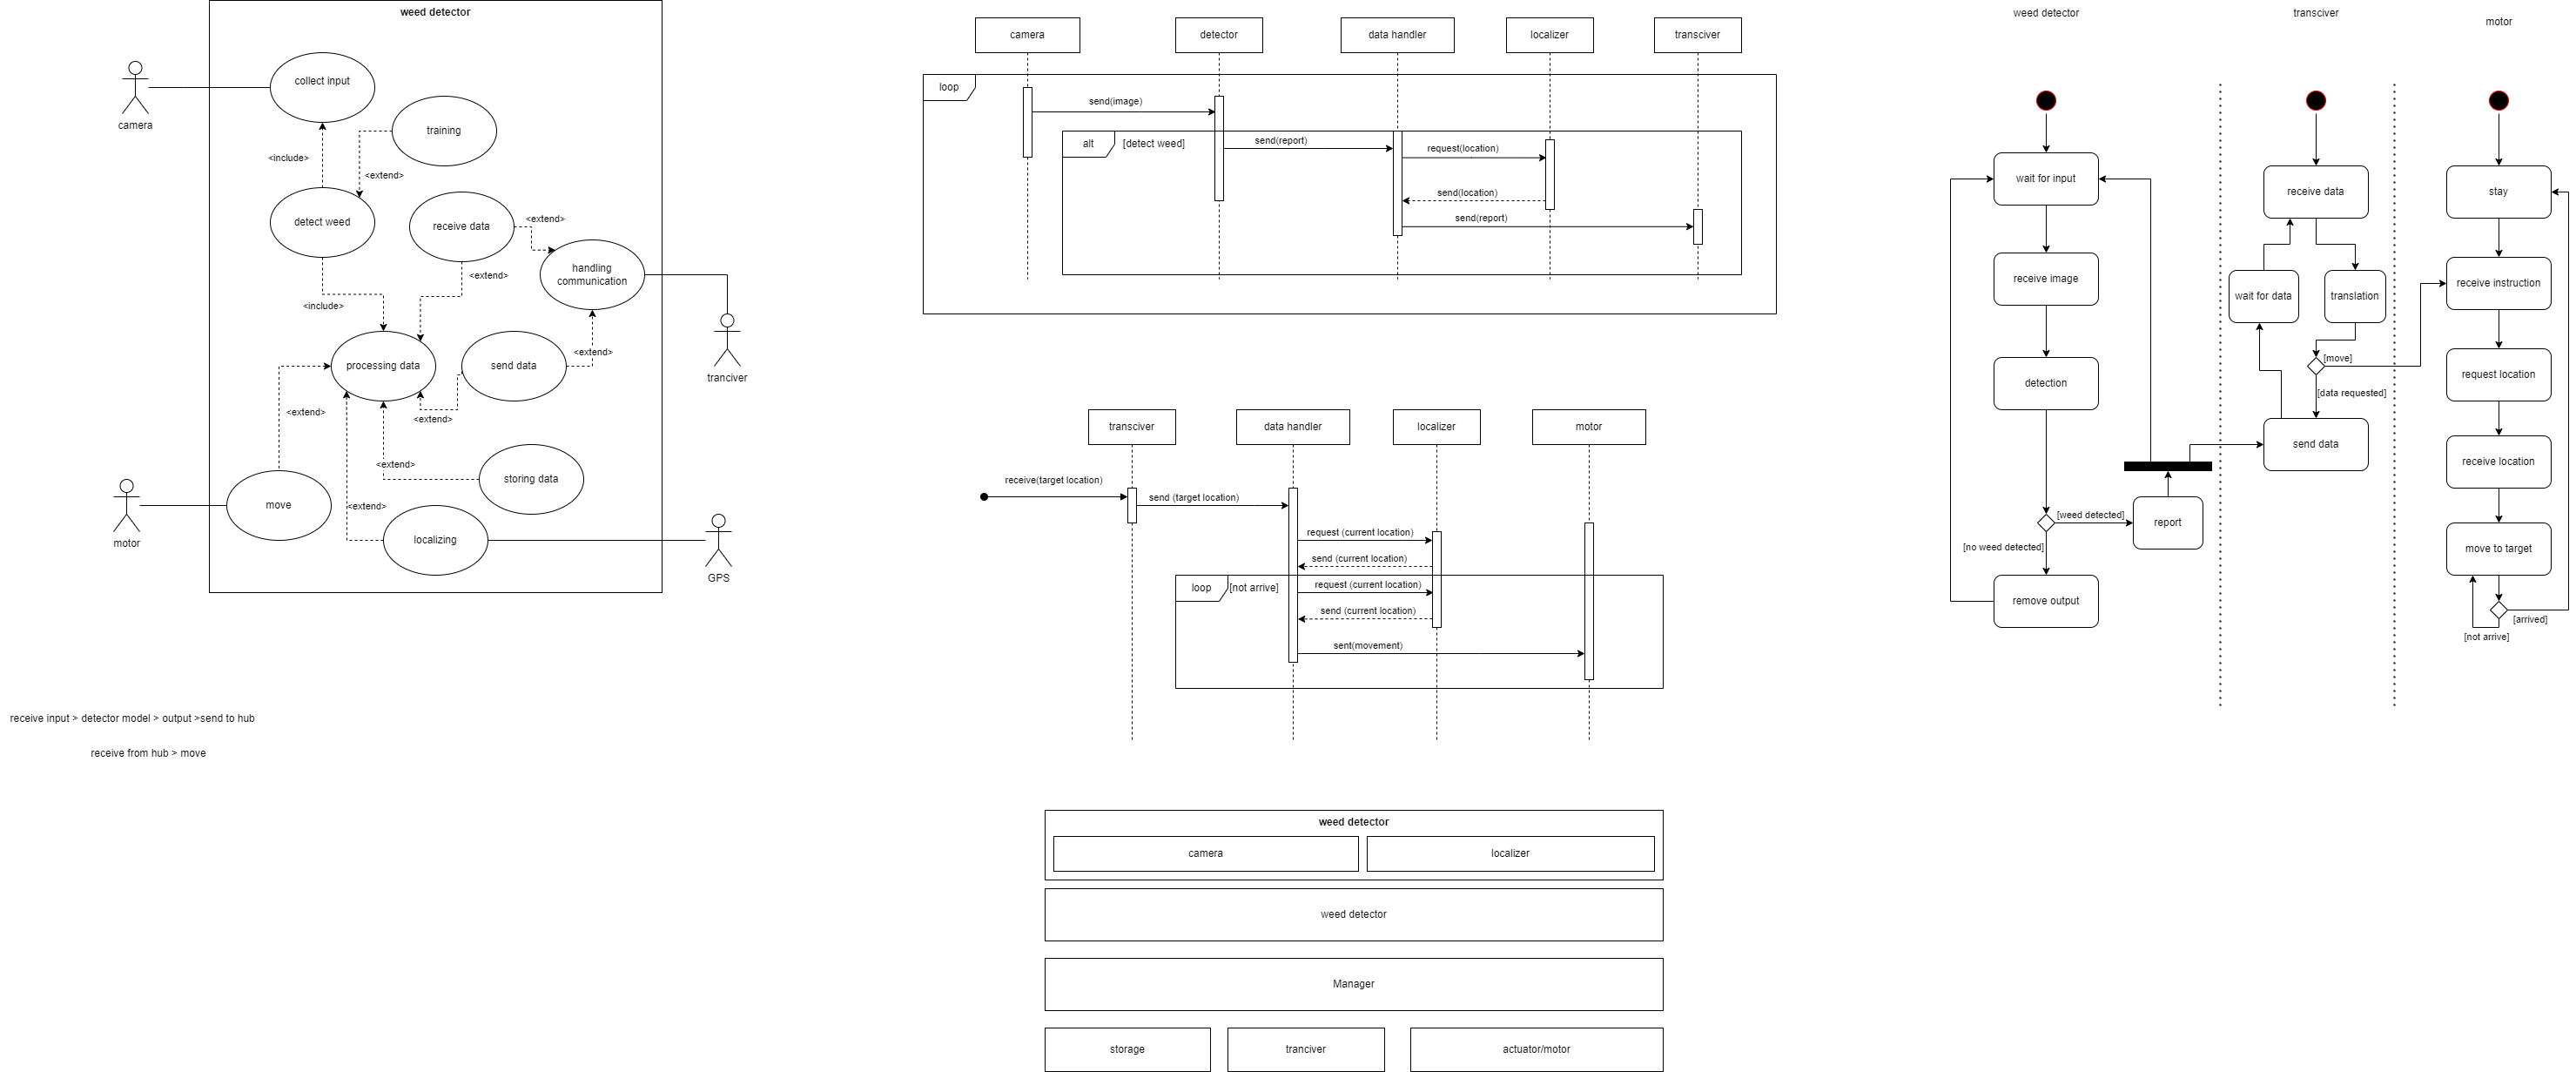 weed detector
collect input
camera
training
<include>
<extend>
detect weed
receive data
<extend>
<extend>
handling
communication
<include>
processing data
send data
<extend>
tranciver
<extend>
<extend>
<extend>
storing data
move
<extend>
motor
localizing
GPS
receive input > detector model > output >send to hub
receive from hub > move
camera
detector
data handler
localizer
transciver
loop
send(image)
alt
[detect weed]
send(report)
request(location)
send(location)
send(report)
transciver
data handler
localizer
motor
receive(target location)
send (target location)
request (current location)
send (current location)
loop
[not arrive]
request (current location)
send (current location)
sent(movement)
weed detector
camera
localizer
weed detector
Manager
storage
tranciver
actuator/motor
weed detector
transciver
motor
wait for input
receive image
detection
[weed detected]
report
[no weed detected]
remove output
receive data
wait for data
translation
[move]
[data requested]
send data
stay
receive instruction
request location
receive location
move to target
[arrived]
[not arrive]